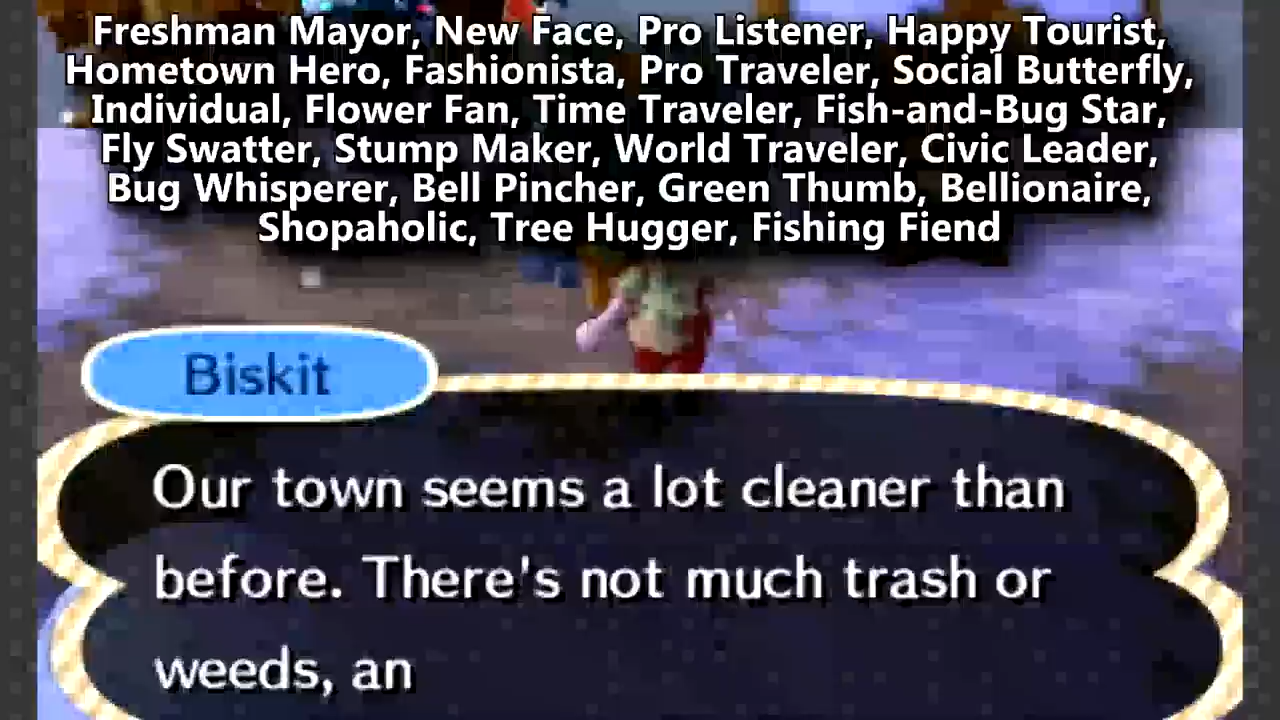 Freshman Mayor, New Face, Pro Listener, Happy Tourist,
Hometown Hero, Fashionista, Pro Traveler, Social Butterfly,
Individual, Flower Fan, Time Traveler, Fish-and-Bug Star,
Fly Swatter, Stump Maker, World Traveler, Civic Leader,
Bug Whisperer, Bell Pincher, Green Thumb, Bellionaire,
Shopaholic, Tree Hugger, Fishing Fiend
Biskit
Our town seems a lot cleaner than
before. There's not much trash or
weeds, an